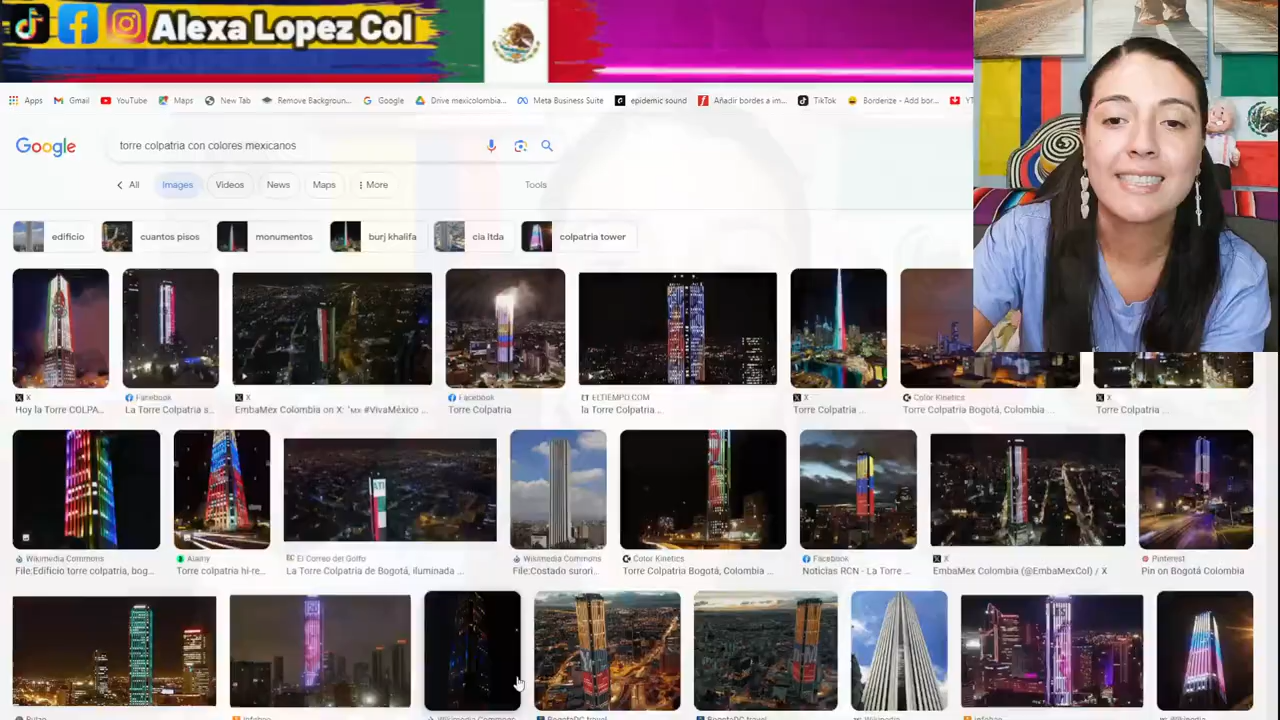 Alexa Lopez Col
Apps Gmail YouTube Maps New Tab Remove Backgroun... Google Drive mexicolombia... Meta Business Suite epidemic sound Añadir bordes a im... TikTok Borderize - Add bor...
Google torre colpatria con colores mexicanos
All Images Videos News Maps More Tools
edificio cuantos pisos monumentos burj khalifa cia ltda colpatria tower
X Facebook X Facebook ELTIEMPO.COM X Color Kinetics X
Hoy la Torre COLPA... La Torre Colpatria s... EmbaMex Colombia on X: "MX #VivaMéxico ... Torre Colpatria la Torre Colpatria ... Torre Colpatria ... Torre Colpatria Bogotá, Colombia ... Torre Colpatria ...
Wikimedia Commons Alamy El Correo del Golfo Wikimedia Commons Color Kinetics Facebook X Pinterest
File:Edificio torre colpatria, bog... Torre colpatria hi-re... La Torre Colpatria de Bogotá, iluminada ... File:Costado surori... Torre Colpatria Bogotá, Colombia ... Noticias RCN - La Torre ... EmbaMex Colombia (@EmbaMexCol) / X Pin on Bogotá Colombia